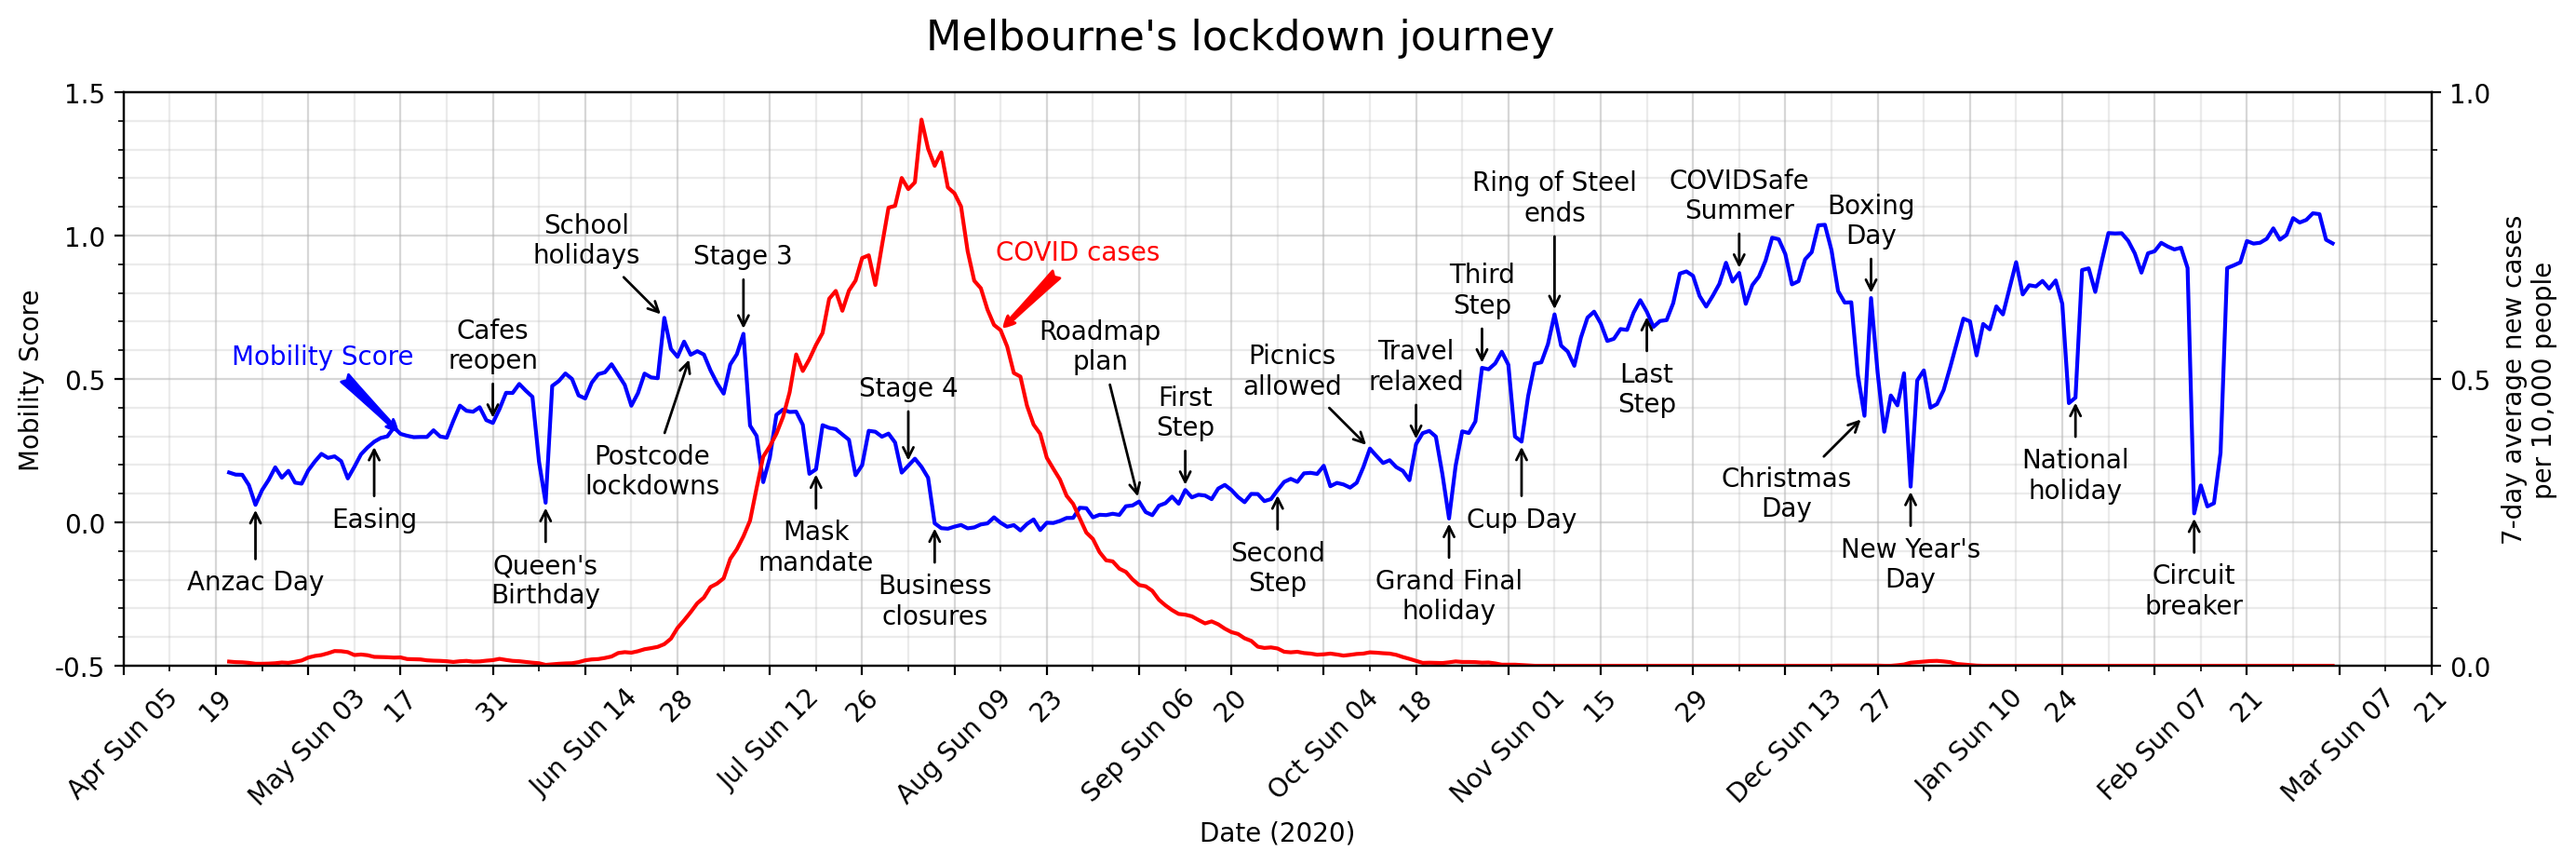 Melbourne's lockdown journey
1.5
1.0
0.5
0.0
-0.5
Mobility Score
1.0
0.5
0.0
7-day average new cases
per 10,000 people
Mobility Score
COVID cases
Anzac Day
Easing
Cafes
reopen
Queen's
Birthday
School
holidays
Postcode
lockdowns
Stage 3
Mask
mandate
Stage 4
Business
closures
Roadmap
plan
First
Step
Second
Step
Picnics
allowed
Travel
relaxed
Grand Final
holiday
Third
Step
Cup Day
Ring of Steel
ends
Last
Step
COVIDSafe
Summer
Christmas
Day
Boxing
Day
New Year's
Day
National
holiday
Circuit
breaker
Apr Sun 05
19
May Sun 03
17
31
Jun Sun 14
28
Jul Sun 12
26
Aug Sun 09
23
Sep Sun 06
20
Oct Sun 04
18
Nov Sun 01
15
29
Dec Sun 13
27
Jan Sun 10
24
Feb Sun 07
21
Mar Sun 07
21
Date (2020)